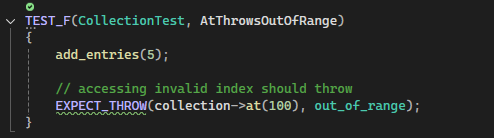 TEST_F(CollectionTest, AtThrowsOutOfRange)
{
    add_entries(5);

    // accessing invalid index should throw
    EXPECT_THROW(collection->at(100), out_of_range);
}